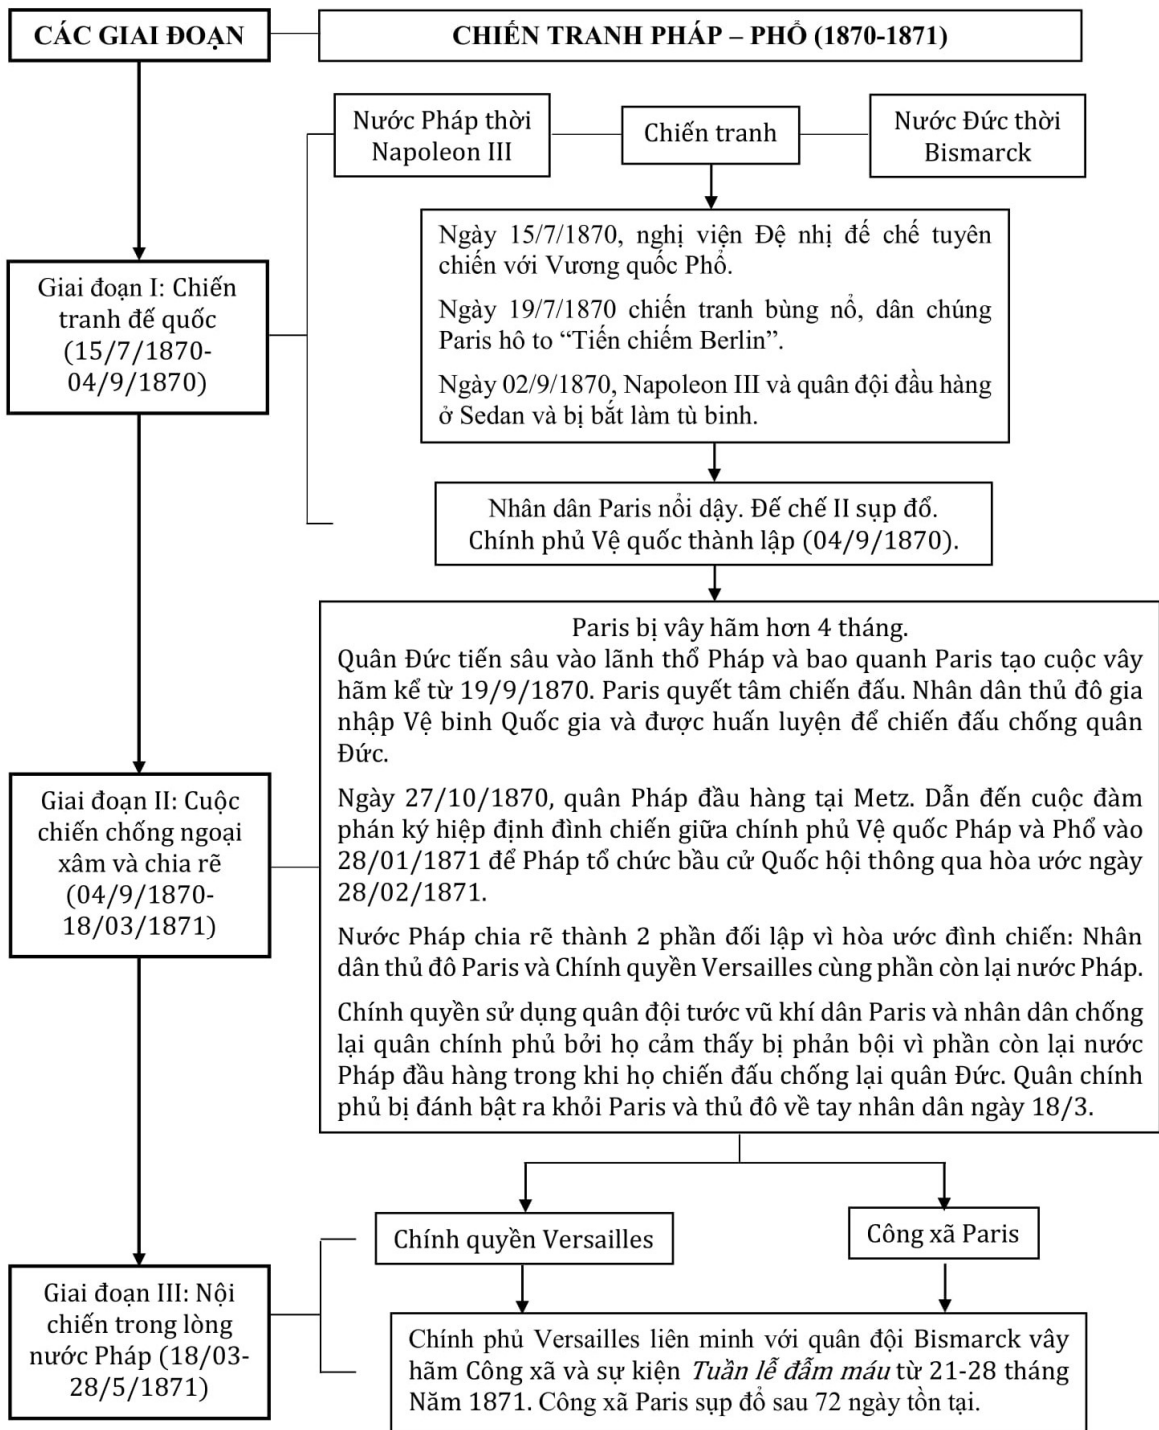 CÁC GIAI ĐOẠN
CHIẾN TRANH PHÁP – PHỔ (1870-1871)
Nước Pháp thời
Napoleon III
Chiến tranh
Nước Đức thời
Bismarck
Giai đoạn I: Chiến
tranh đế quốc
(15/7/1870-
04/9/1870)
Ngày 15/7/1870, nghị viện Đệ nhị đế chế tuyên
chiến với Vương quốc Phổ.
Ngày 19/7/1870 chiến tranh bùng nổ, dân chúng
Paris hô to “Tiến chiếm Berlin”.
Ngày 02/9/1870, Napoleon III và quân đội đầu hàng
ở Sedan và bị bắt làm tù binh.
Nhân dân Paris nổi dậy. Đế chế II sụp đổ.
Chính phủ Vệ quốc thành lập (04/9/1870).
Giai đoạn II: Cuộc
chiến chống ngoại
xâm và chia rẽ
(04/9/1870-
18/03/1871)
Paris bị vây hãm hơn 4 tháng.
Quân Đức tiến sâu vào lãnh thổ Pháp và bao quanh Paris tạo cuộc vây
hãm kể từ 19/9/1870. Paris quyết tâm chiến đấu. Nhân dân thủ đô gia
nhập Vệ binh Quốc gia và được huấn luyện để chiến đấu chống quân
Đức.
Ngày 27/10/1870, quân Pháp đầu hàng tại Metz. Dẫn đến cuộc đàm
phán ký hiệp định đình chiến giữa chính phủ Vệ quốc Pháp và Phổ vào
28/01/1871 để Pháp tổ chức bầu cử Quốc hội thông qua hòa ước ngày
28/02/1871.
Nước Pháp chia rẽ thành 2 phần đối lập vì hòa ước đình chiến: Nhân
dân thủ đô Paris và Chính quyền Versailles cùng phần còn lại nước Pháp.
Chính quyền sử dụng quân đội tước vũ khí dân Paris và nhân dân chống
lại quân chính phủ bởi họ cảm thấy bị phản bội vì phần còn lại nước
Pháp đầu hàng trong khi họ chiến đấu chống lại quân Đức. Quân chính
phủ bị đánh bật ra khỏi Paris và thủ đô về tay nhân dân ngày 18/3.
Chính quyền Versailles
Công xã Paris
Giai đoạn III: Nội
chiến trong lòng
nước Pháp (18/03-
28/5/1871)
Chính phủ Versailles liên minh với quân đội Bismarck vây
hãm Công xã và sự kiện Tuần lễ đẫm máu từ 21-28 tháng
Năm 1871. Công xã Paris sụp đổ sau 72 ngày tồn tại.